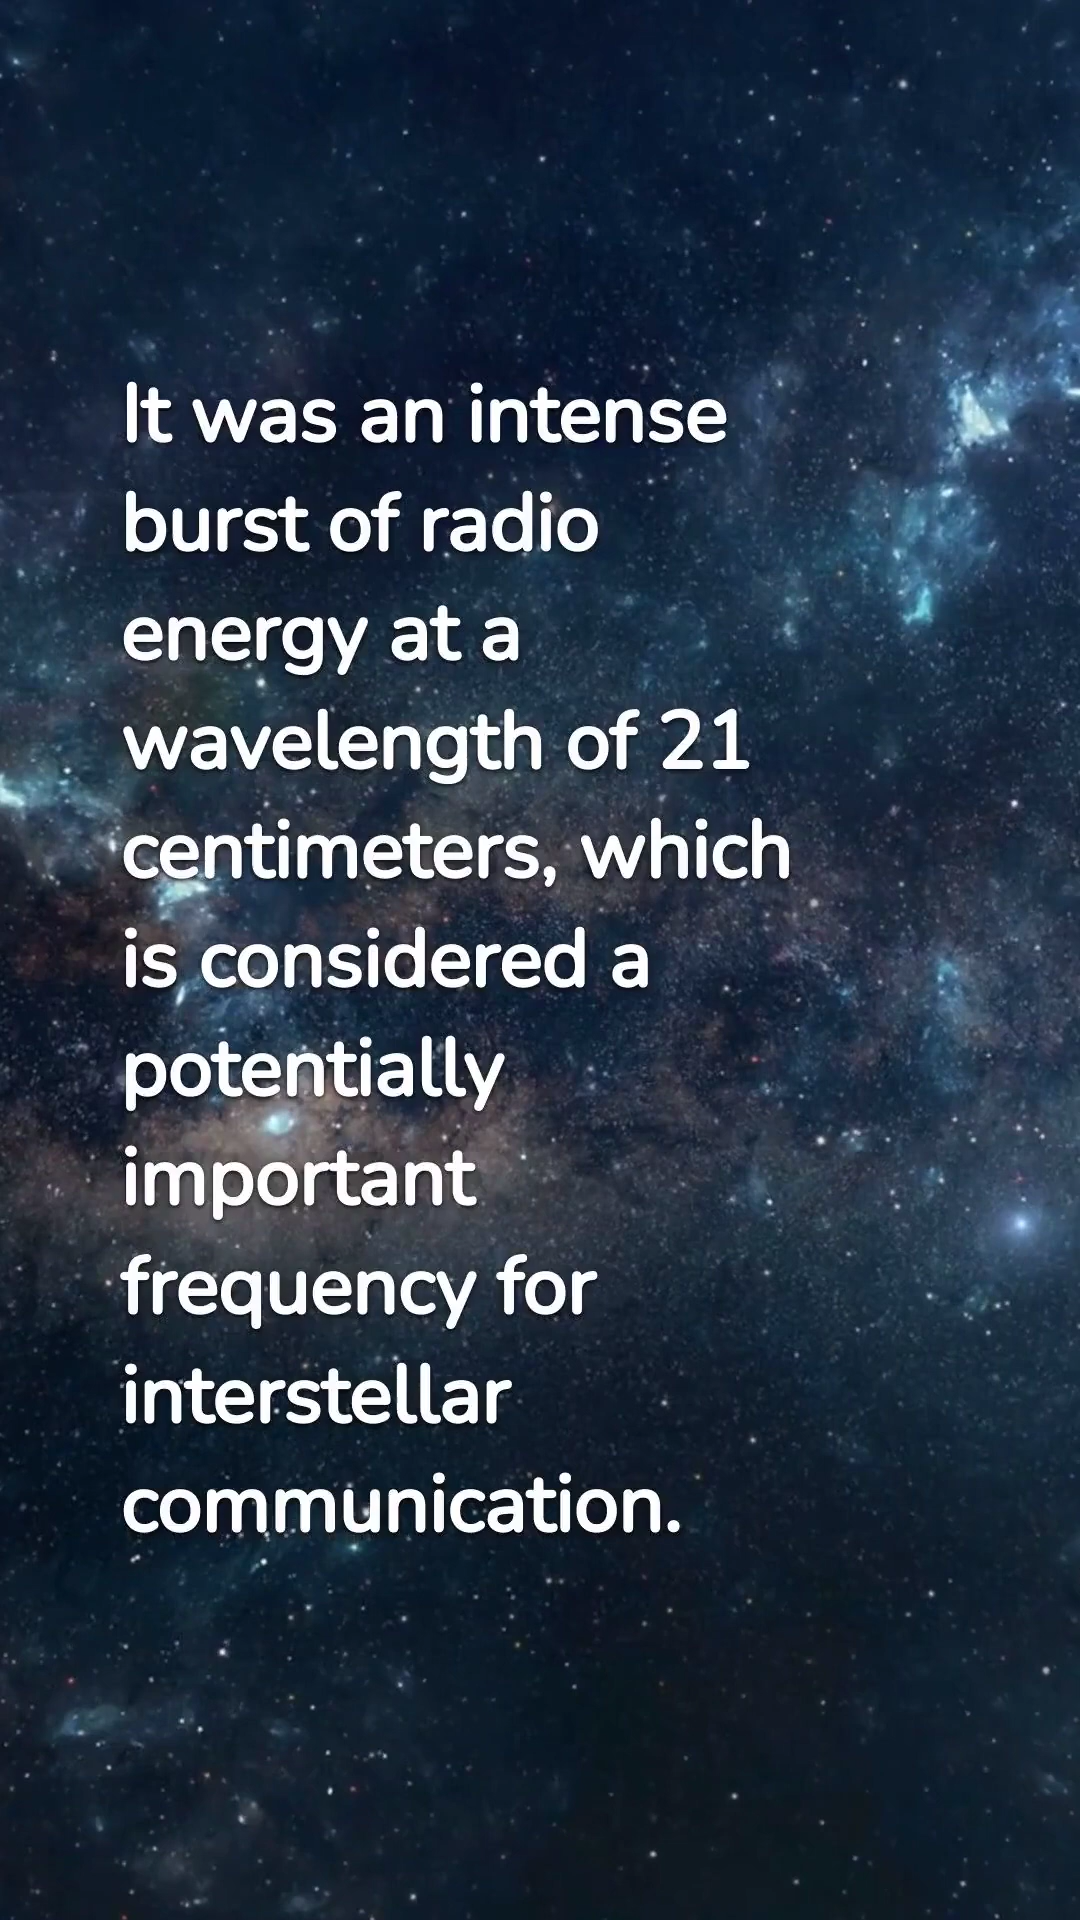 It was an intense
burst of radio
energy at a
wavelength of 21
centimeters, which
is considered a
potentially
important
frequency for
interstellar
communication.